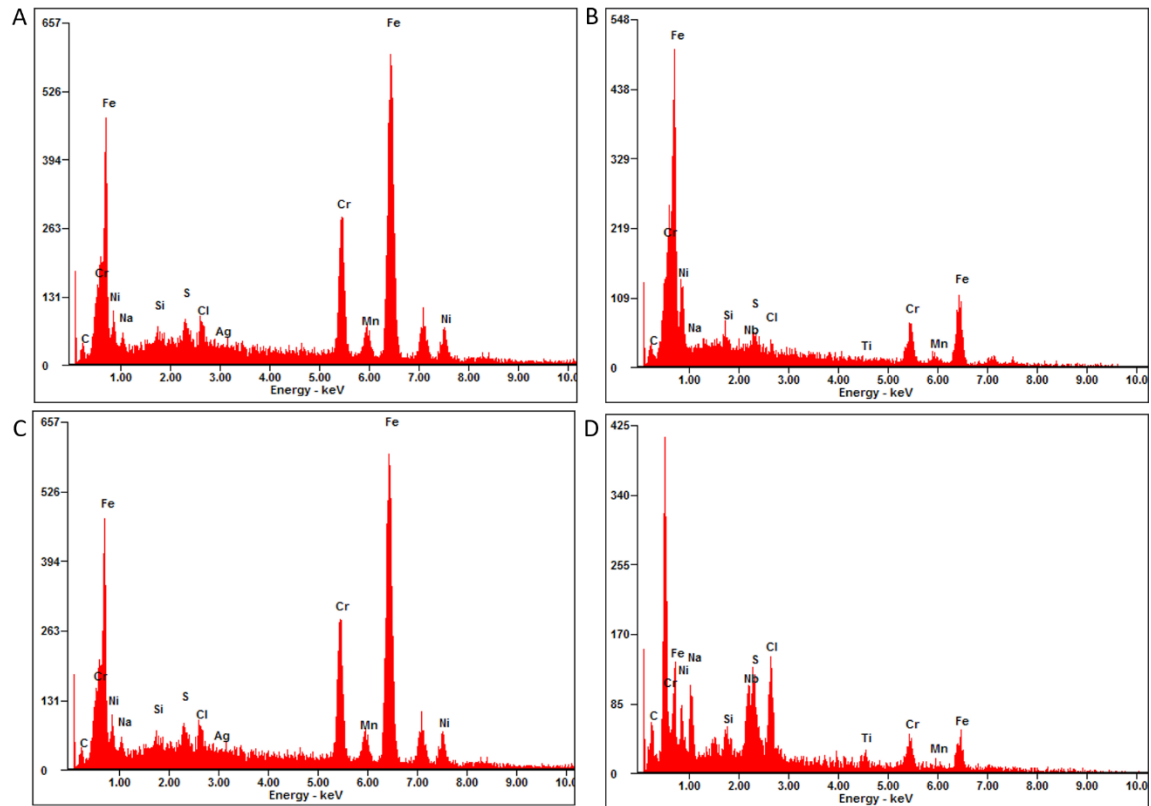 A
657
Fe
526
Fe
394
Cr
263
Cr
131
Ni
Na
Si
S
Cl
Ag
Mn
Ni
C
0
1.00 2.00 3.00 4.00 5.00 6.00 7.00 8.00 9.00 10.0
Energy - keV
B
548
Fe
438
329
219
Cr
Ni
Fe
109
C
Na
Si
S
Nb
Cl
Ti
Cr
Mn
0
1.00 2.00 3.00 4.00 5.00 6.00 7.00 8.00 9.00 10.0
Energy - keV
C
657
Fe
526
Fe
394
Cr
263
Cr
131
Ni
Na
Si
S
Cl
Ag
Mn
Ni
C
0
1.00 2.00 3.00 4.00 5.00 6.00 7.00 8.00 9.00 10.0
Energy - keV
D
425
340
255
170
Fe
Na
Cr
Ni
S
Nb
Cl
85
C
Si
Ti
Cr
Mn
Fe
0
1.00 2.00 3.00 4.00 5.00 6.00 7.00 8.00 9.00 10.0
Energy - keV